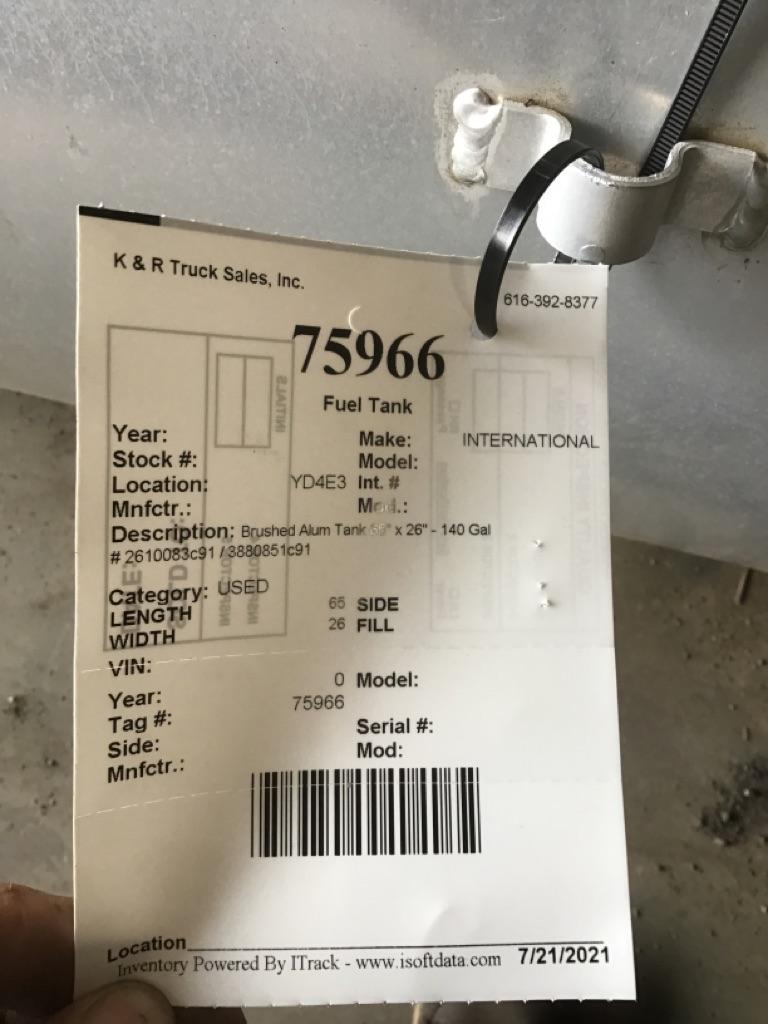 K & R Truck Sales, Inc.
616-392-8377
75966
Fuel Tank
Year: Make: INTERNATIONAL
Stock #: Model:
Location: YD4E3 Int. #
Mnfctr.: Mod.:
Description: Brushed Alum Tank x 26" - 140 Gal
# 2610083c91 / 3880851c91
Category: USED
LENGTH 65 SIDE
WIDTH 26 FILL
VIN:
Year: 0 Model:
Tag #: 75966
Side: Serial #:
Mnfctr.: Mod:
Location
Inventory Powered By ITrack - www.isoftdata.com 7/21/2021